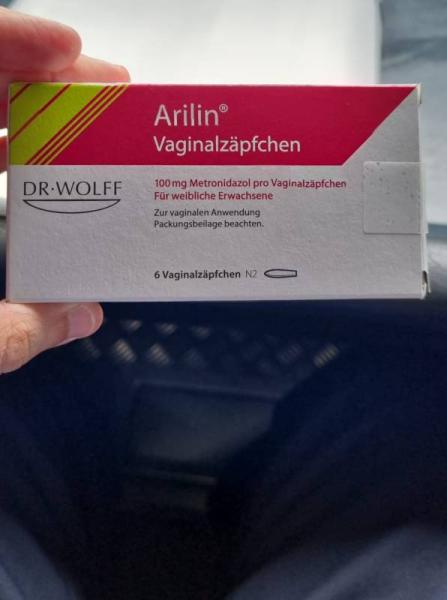 Arilin®
Vaginalzäpfchen
DR·WOLFF
100 mg Metronidazol pro Vaginalzäpfchen
Für weibliche Erwachsene
Zur vaginalen Anwendung
Packungsbeilage beachten.
6 Vaginalzäpfchen N2